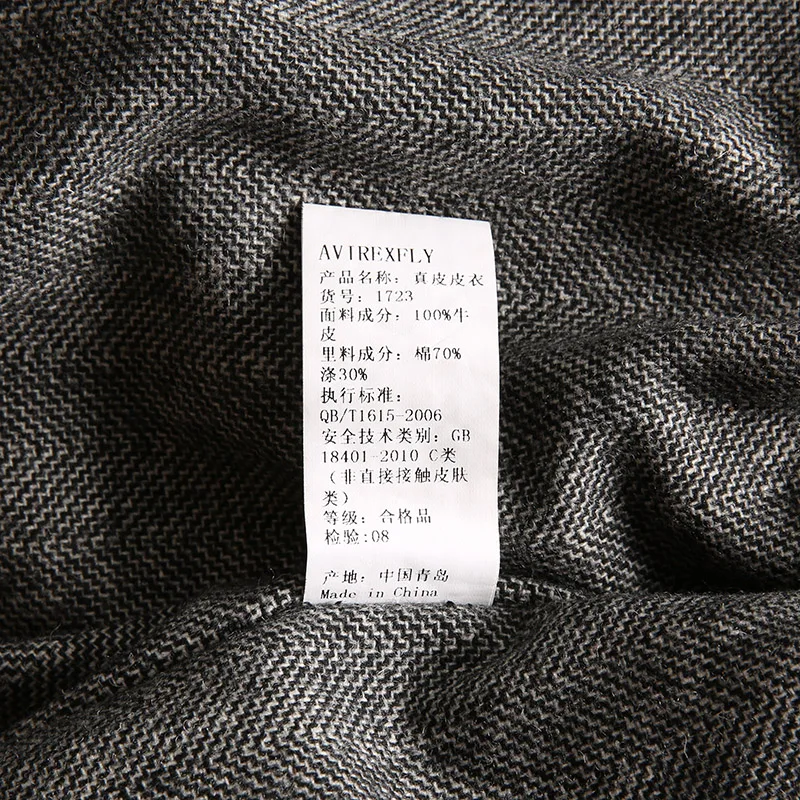 AVIREXFLY
产品名称：真皮皮衣
货号：1723
面料成分：100%牛
皮
里料成分：棉70%
涤30%
执行标准：
QB/T1615-2006
安全技术类别：GB
18401-2010 C类
（非直接接触皮肤
类）
等级：合格品
检验:08
产地：中国青岛
Made in China